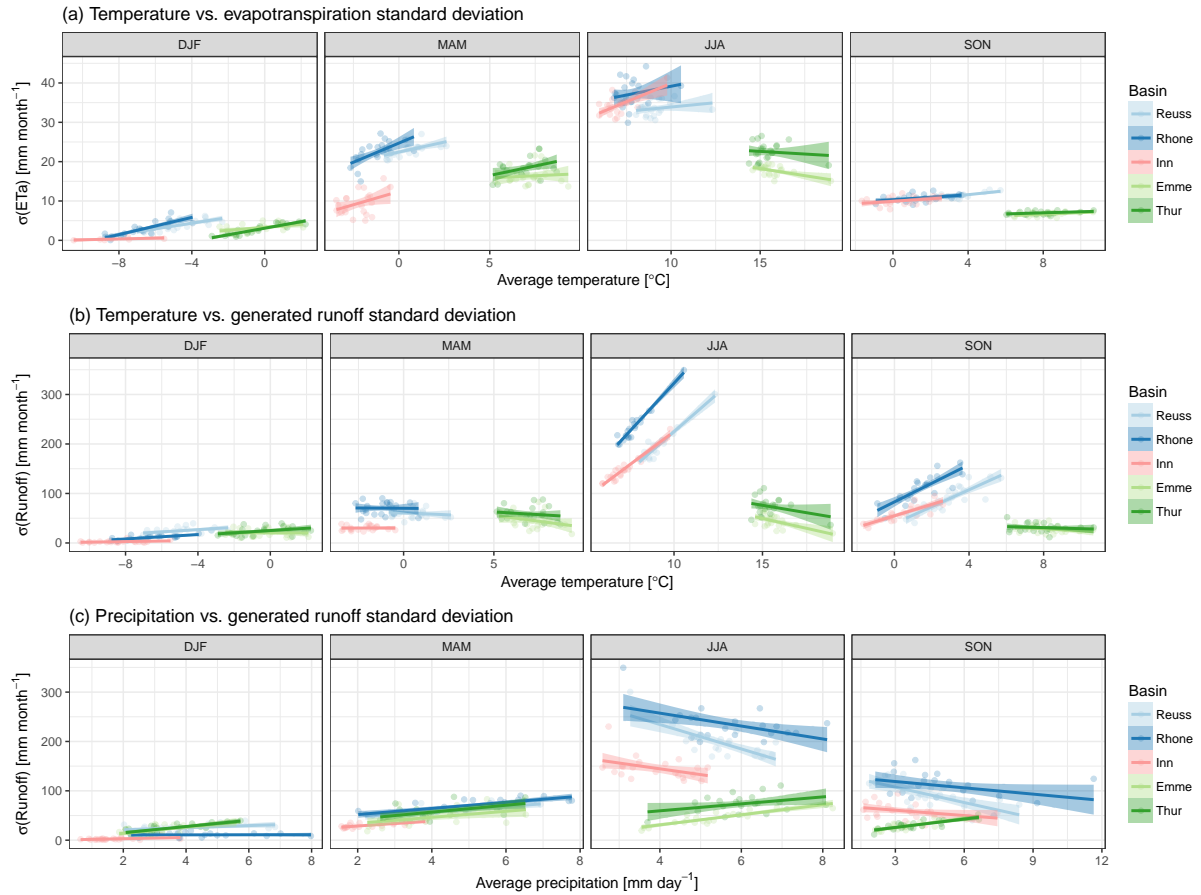 (a) Temperature vs. evapotranspiration standard deviation
DJF MAM JJA SON
σ(ETa) [mm month⁻¹]
40
30
20
10
0
−8 −4 0 0 5 10 15 0 8
Average temperature [°C]
Basin
Reuss
Rhone
Inn
Emme
Thur
(b) Temperature vs. generated runoff standard deviation
DJF MAM JJA SON
σ(Runoff) [mm month⁻¹]
300
200
100
0
−8 −4 0 0 5 10 15 0 8
Average temperature [°C]
Basin
Reuss
Rhone
Inn
Emme
Thur
(c) Precipitation vs. generated runoff standard deviation
DJF MAM JJA SON
σ(Runoff) [mm month⁻¹]
300
200
100
0
2 4 6 8 2 4 6 4 6 8 3 6 9 12
Average precipitation [mm day⁻¹]
Basin
Reuss
Rhone
Inn
Emme
Thur